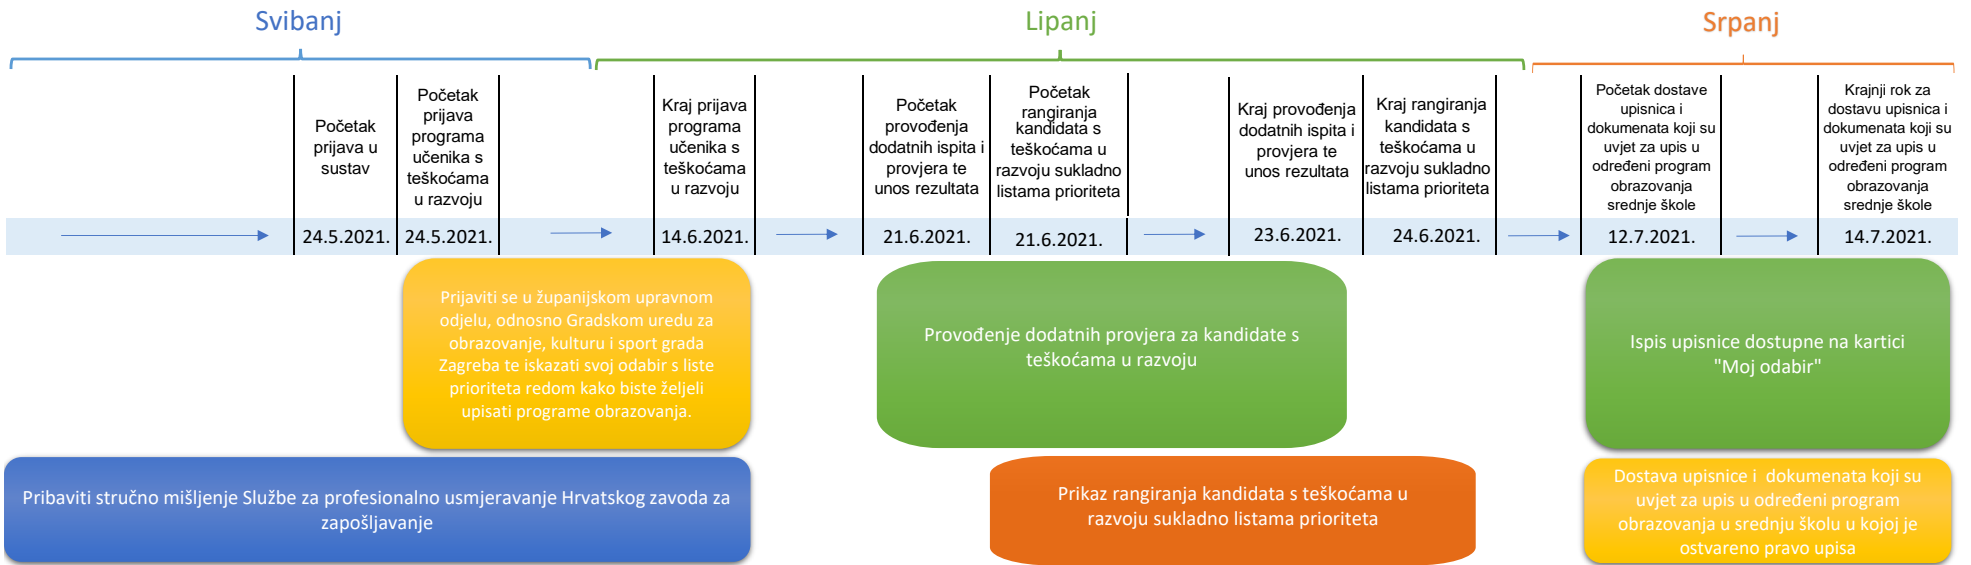 Svibanj
Lipanj
Srpanj
Početak
prijava u
sustav
Početak
prijava
programa
učenika s
teškoćama
u razvoju
Kraj prijava
programa
učenika s
teškoćama
u razvoju
Početak
provođenja
dodatnih ispita i
provjera te
unos rezultata
Početak
rangiranja
kandidata s
teškoćama u
razvoju sukladno
listama prioriteta
Kraj provođenja
dodatnih ispita i
provjera te
unos rezultata
Kraj rangiranja
kandidata s
teškoćama u
razvoju sukladno
listama prioriteta
Početak dostave
upisnica i
dokumenata koji su
uvjet za upis u
određeni program
obrazovanja
srednje škole
Krajnji rok za
dostavu upisnica i
dokumenata koji su
uvjet za upis u
određeni program
obrazovanja
srednje škole
24.5.2021.
24.5.2021.
14.6.2021.
21.6.2021.
21.6.2021.
23.6.2021.
24.6.2021.
12.7.2021.
14.7.2021.
Prijaviti se u županijskom upravnom
odjelu, odnosno Gradskom uredu za
obrazovanje, kulturu i sport grada
Zagreba te iskazati svoj odabir s liste
prioriteta redom kako biste željeli
upisati programe obrazovanja.
Provođenje dodatnih provjera za kandidate s
teškoćama u razvoju
Ispis upisnice dostupne na kartici
"Moj odabir"
Pribaviti stručno mišljenje Službe za profesionalno usmjeravanje Hrvatskog zavoda za
zapošljavanje
Prikaz rangiranja kandidata s teškoćama u
razvoju sukladno listama prioriteta
Dostava upisnice i  dokumenata koji su
uvjet za upis u određeni program
obrazovanja u srednju školu u kojoj je
ostvareno pravo upisa